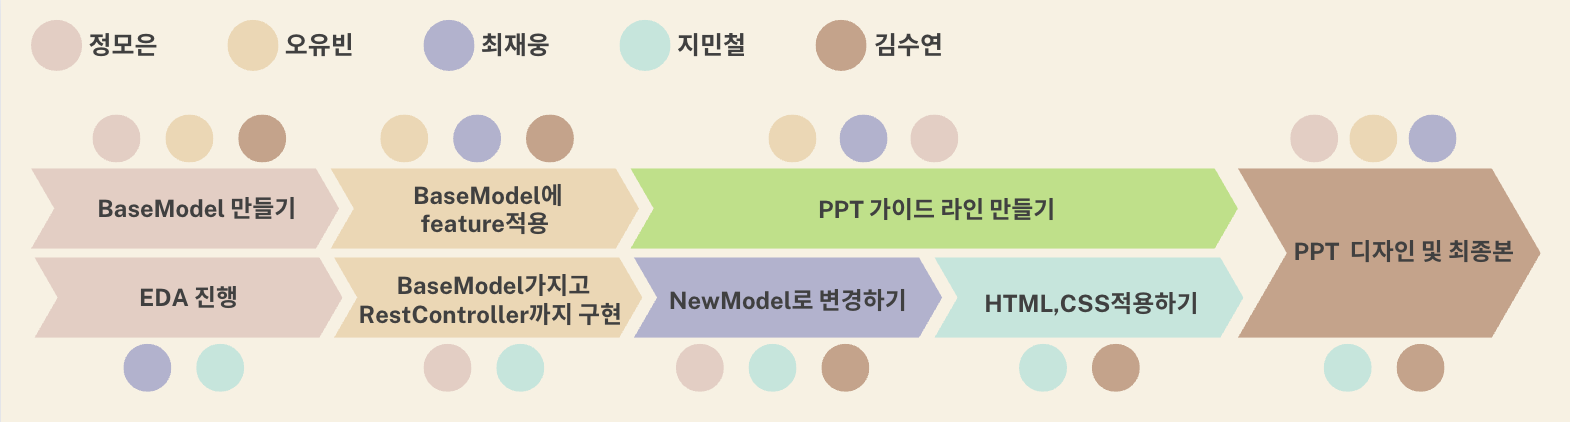 정모은
오유빈
최재웅
지민철
김수연
BaseModel 만들기
BaseModel에
feature적용
PPT 가이드 라인 만들기
PPT 디자인 및 최종본
EDA 진행
BaseModel가지고
RestController까지 구현
NewModel로 변경하기
HTML,CSS적용하기